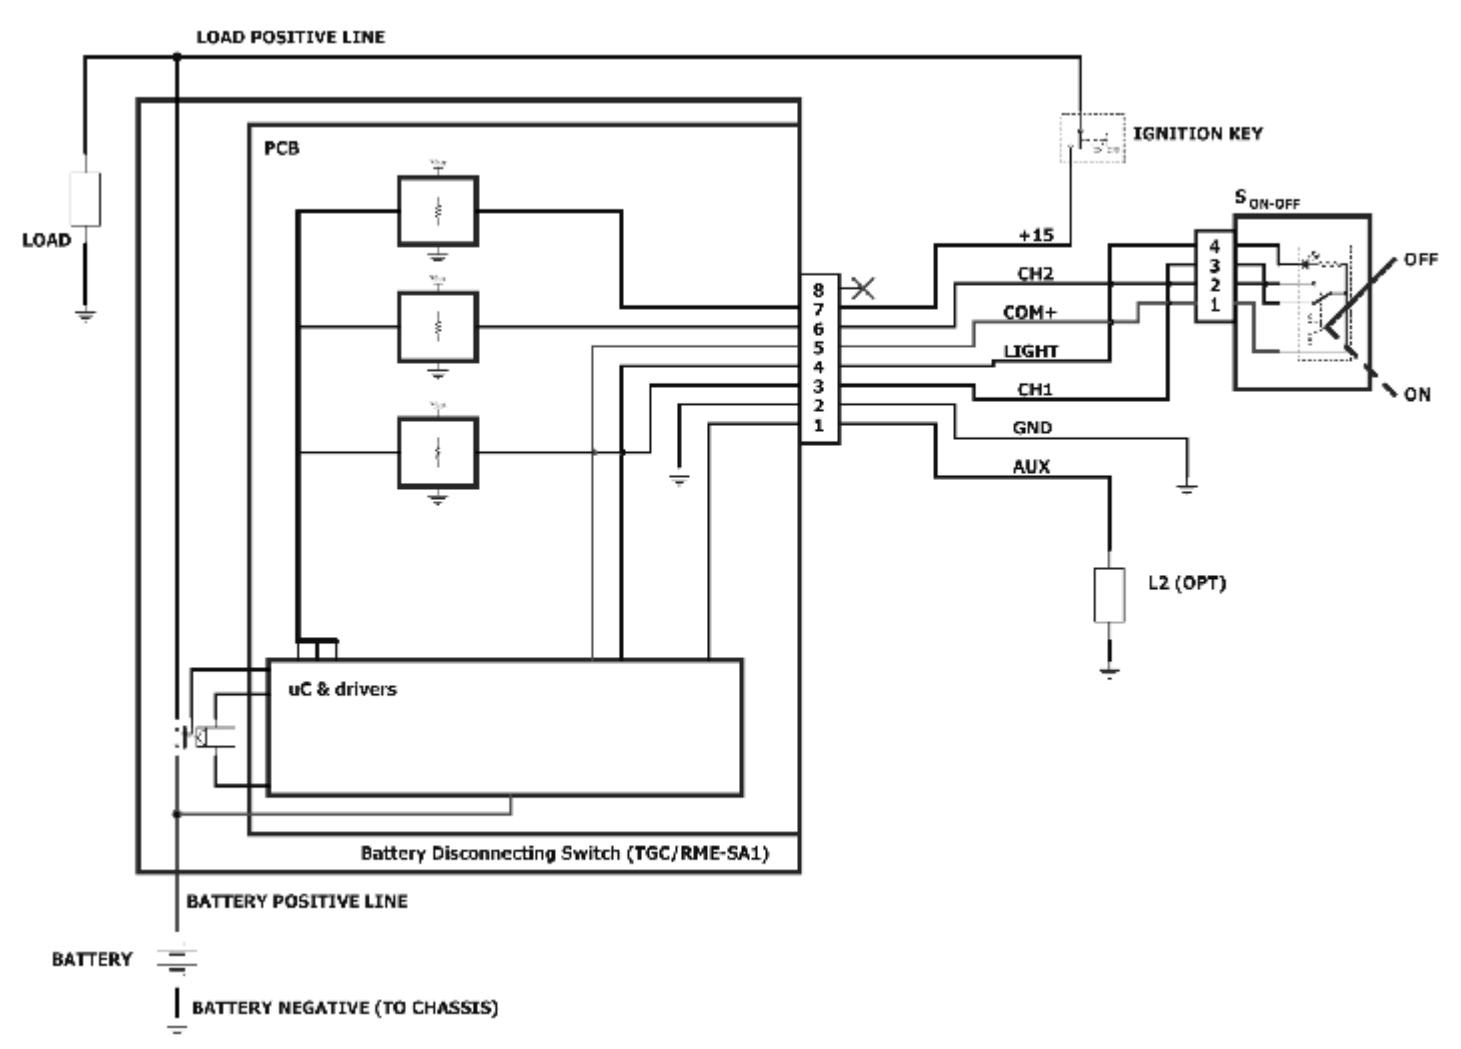 LOAD POSITIVE LINE
IGNITION KEY
PCB
S ON-OFF
LOAD
+15
4
OFF
3
CH2
2
8
1
7
COM+
6
5
LIGHT
4
3
CH1
ON
2
1
GND
AUX
L2 (OPT)
uC & drivers
Battery Disconnecting Switch (TGC/RME-SA1)
BATTERY POSITIVE LINE
BATTERY
BATTERY NEGATIVE (TO CHASSIS)